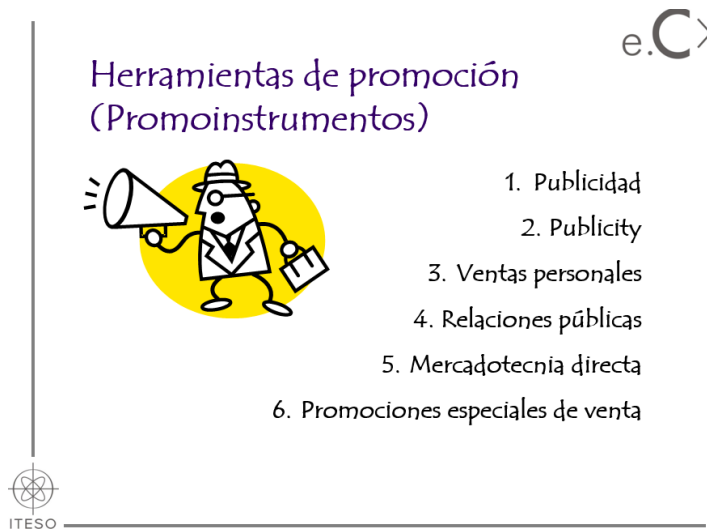 e.C
Herramientas de promoción
(Promoinstrumentos)
1. Publicidad
2. Publicity
3. Ventas personales
4. Relaciones públicas
5. Mercadotecnia directa
6. Promociones especiales de venta
ITESO